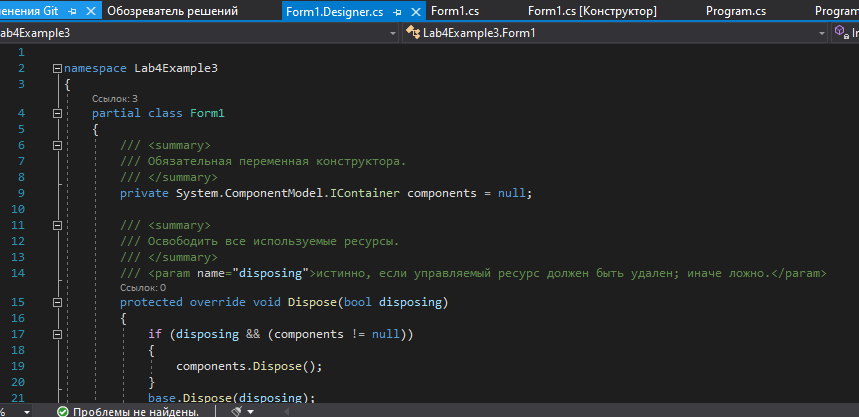 енения Git
Обозреватель решений
Form1.Designer.cs
Form1.cs
Form1.cs [Конструктор]
Program.cs
Program
ab4Example3
Lab4Example3.Form1
In
1
2 namespace Lab4Example3
3 {
Ссылок: 3
4 partial class Form1
5 {
6 /// <summary>
7 /// Обязательная переменная конструктора.
8 /// </summary>
9 private System.ComponentModel.IContainer components = null;
10
11 /// <summary>
12 /// Освободить все используемые ресурсы.
13 /// </summary>
14 /// <param name="disposing">истинно, если управляемый ресурс должен быть удален; иначе ложно.</param>
Ссылок: 0
15 protected override void Dispose(bool disposing)
16 {
17 if (disposing && (components != null))
18 {
19 components.Dispose();
20 }
21 base.Dispose(disposing);
%
Проблемы не найдены.